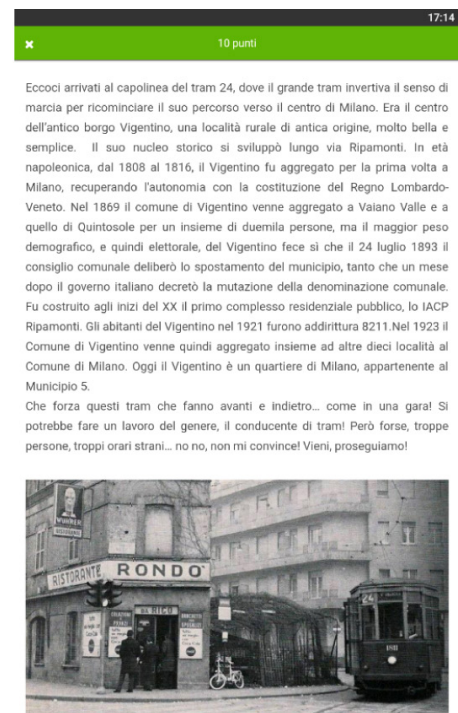 17:14
10 punti
Eccoci arrivati al capolinea del tram 24, dove il grande tram invertiva il senso di
marcia per ricominciare il suo percorso verso il centro di Milano. Era il centro
dell'antico borgo Vigentino, una località rurale di antica origine, molto bella e
semplice. Il suo nucleo storico si sviluppò lungo via Ripamonti. In età
napoleonica, dal 1808 al 1816, il Vigentino fu aggregato per la prima volta a
Milano, recuperando l'autonomia con la costituzione del Regno Lombardo-
Veneto. Nel 1869 il comune di Vigentino venne aggregato a Vaiano Valle e a
quello di Quintosole per un insieme di duemila persone, ma il maggior peso
demografico, e quindi elettorale, del Vigentino fece sì che il 24 luglio 1893 il
consiglio comunale deliberò lo spostamento del municipio, tanto che un mese
dopo il governo italiano decretò la mutazione della denominazione comunale.
Fu costruito agli inizi del XX il primo complesso residenziale pubblico, lo IACP
Ripamonti. Gli abitanti del Vigentino nel 1921 furono addirittura 8211.Nel 1923 il
Comune di Vigentino venne quindi aggregato insieme ad altre dieci località al
Comune di Milano. Oggi il Vigentino è un quartiere di Milano, appartenente al
Municipio 5.
Che forza questi tram che fanno avanti e indietro... come in una gara! Si
potrebbe fare un lavoro del genere, il conducente di tram! Però forse, troppe
persone, troppi orari strani... no no, non mi convince! Vieni, proseguiamo!
WÜHRER
RISTORANTE RONDO'
DA RICO
24